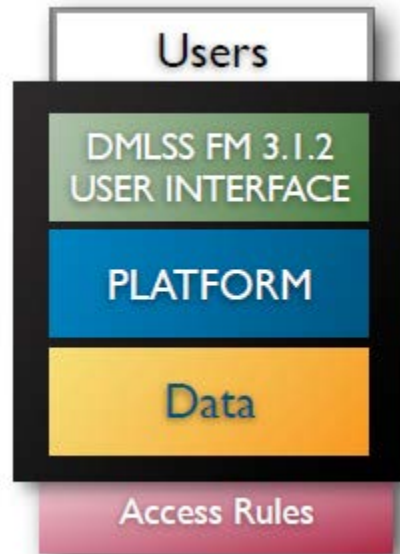 Users
DMLSS FM 3.1.2
USER INTERFACE
PLATFORM
Data
Access Rules